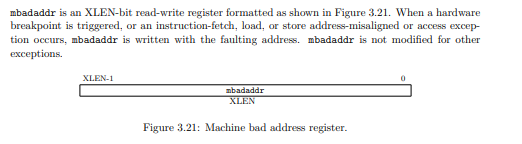 mbadaddr is an XLEN-bit read-write register formatted as shown in Figure 3.21. When a hardware
breakpoint is triggered, or an instruction-fetch, load, or store address-misaligned or access excep-
tion occurs, mbadaddr is written with the faulting address. mbadaddr is not modified for other
exceptions.
XLEN-1 0
mbadaddr
XLEN
Figure 3.21: Machine bad address register.